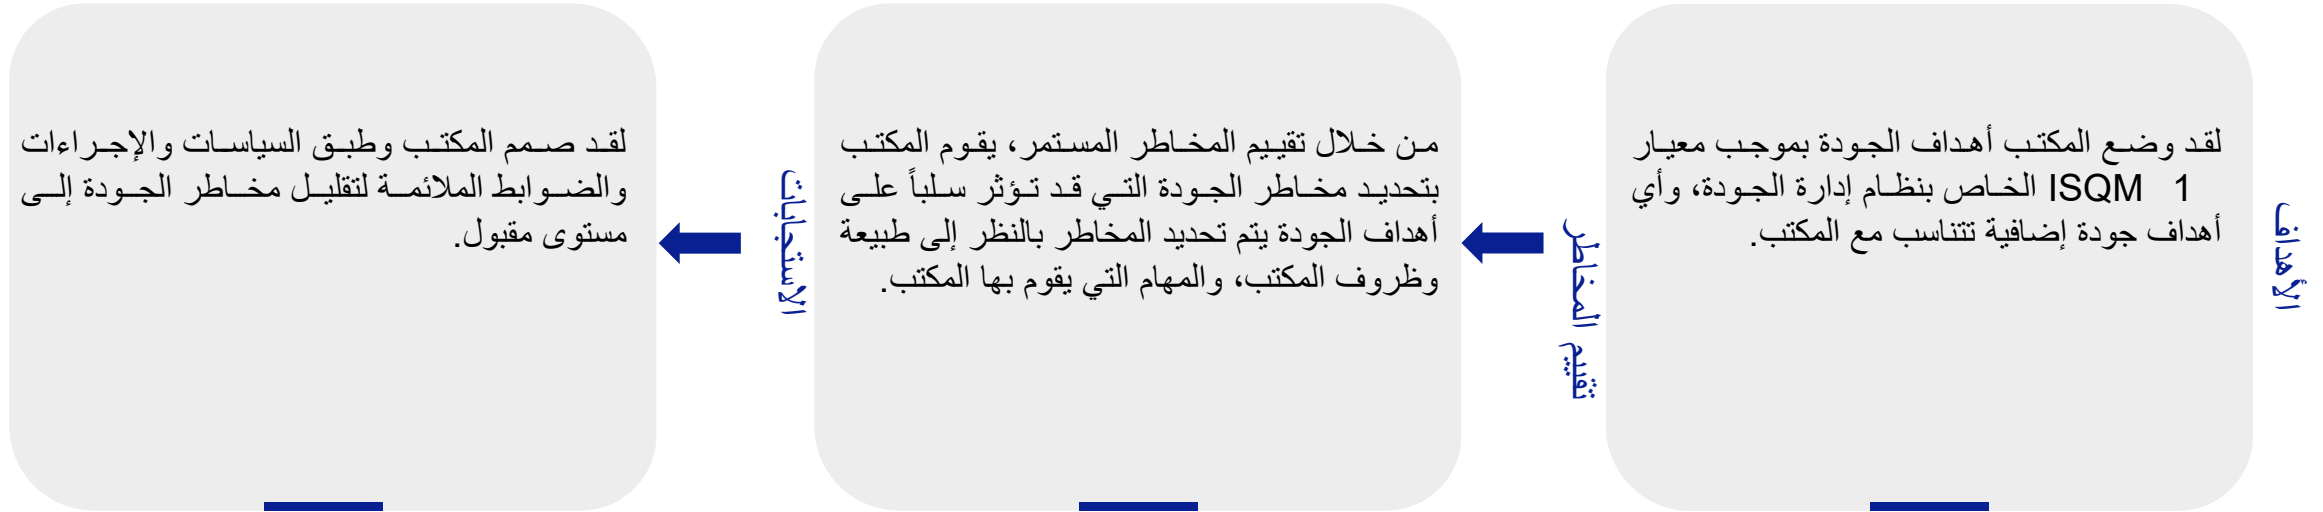 الأهداف
لقد وضع المكتب أهداف الجودة بموجب معيار
ISQM 1 الخاص بنظام إدارة الجودة، وأي
أهداف جودة إضافية تتناسب مع المكتب.
تقييم المخاطر
من خلال تقييم المخاطر المستمر، يقوم المكتب
بتحديد مخاطر الجودة التي قد تؤثر سلباً على
أهداف الجودة يتم تحديد المخاطر بالنظر إلى طبيعة
وظروف المكتب، والمهام التي يقوم بها المكتب.
الاستجابات
لقد صمم المكتب وطبق السياسات والإجراءات
والضوابط الملائمة لتقليل مخاطر الجودة إلى
مستوى مقبول.